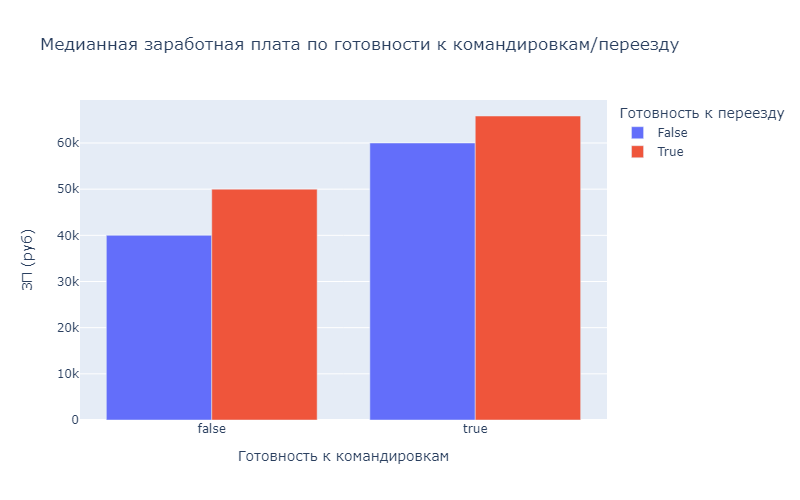 Медианная заработная плата по готовности к командировкам/переезду
Готовность к переезду
False
True
60k
50k
40k
30k
20k
10k
0
ЗП (руб)
false
true
Готовность к командировкам